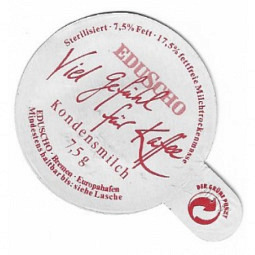 Sterilisiert · 7,5% Fett · 17,5% fettfreie Milchtrockenmasse
EDUSCHO
Viel Gefühl
für Kaffee
Kondensmilch
7,5 g
EDUSCHO · Bremen · Europahafen
Mindestens haltbar bis: siehe Lasche
DER GRÜNE PUNKT